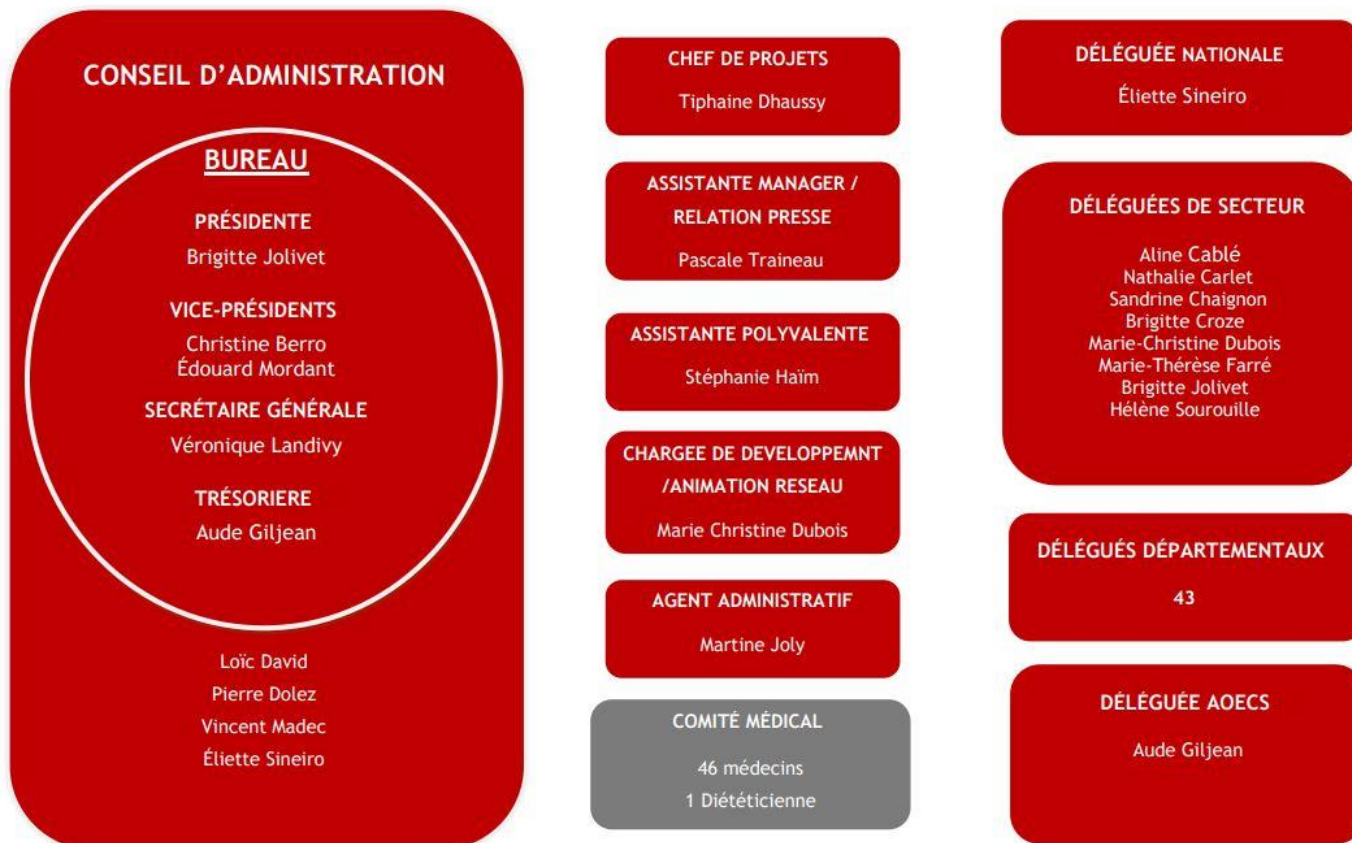 CONSEIL D’ADMINISTRATION
BUREAU
PRÉSIDENTE
Brigitte Jolivet
VICE-PRÉSIDENTS
Christine Berro
Édouard Mordant
SECRÉTAIRE GÉNÉRALE
Véronique Landivy
TRÉSORIERE
Aude Giljean
Loïc David
Pierre Dolez
Vincent Madec
Éliette Sineiro
CHEF DE PROJETS
Tiphaine Dhaussy
ASSISTANTE MANAGER /
RELATION PRESSE
Pascale Traineau
ASSISTANTE POLYVALENTE
Stéphanie Haïm
CHARGEE DE DEVELOPPEMNT
/ANIMATION RESEAU
Marie Christine Dubois
AGENT ADMINISTRATIF
Martine Joly
COMITÉ MÉDICAL
46 médecins
1 Diététicienne
DÉLÉGUÉE NATIONALE
Éliette Sineiro
DÉLÉGUÉES DE SECTEUR
Aline Cablé
Nathalie Carlet
Sandrine Chaignon
Brigitte Croze
Marie-Christine Dubois
Marie-Thérèse Farré
Brigitte Jolivet
Hélène Sourouille
DÉLÉGUÉS DÉPARTEMENTAUX
43
DÉLÉGUÉE AOECS
Aude Giljean